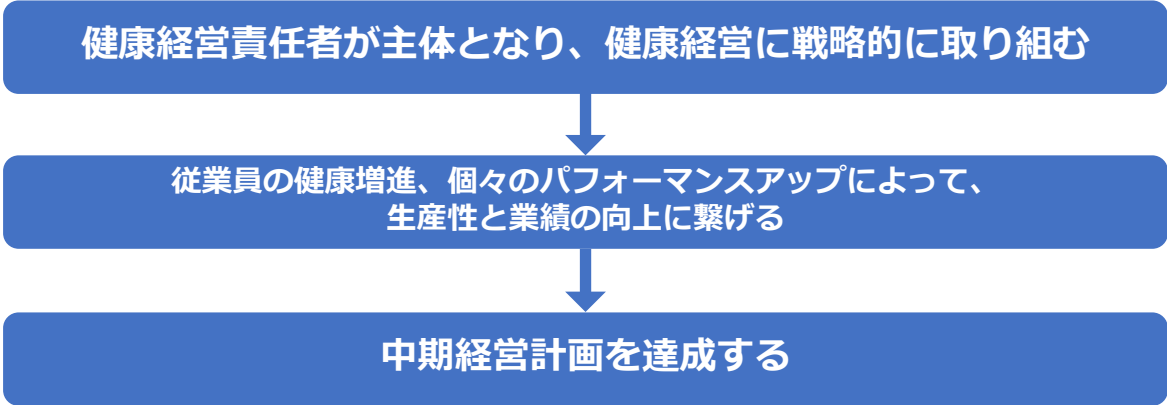 健康経営責任者が主体となり、健康経営に戦略的に取り組む
従業員の健康増進、個々のパフォーマンスアップによって、
生産性と業績の向上に繋げる
中期経営計画を達成する